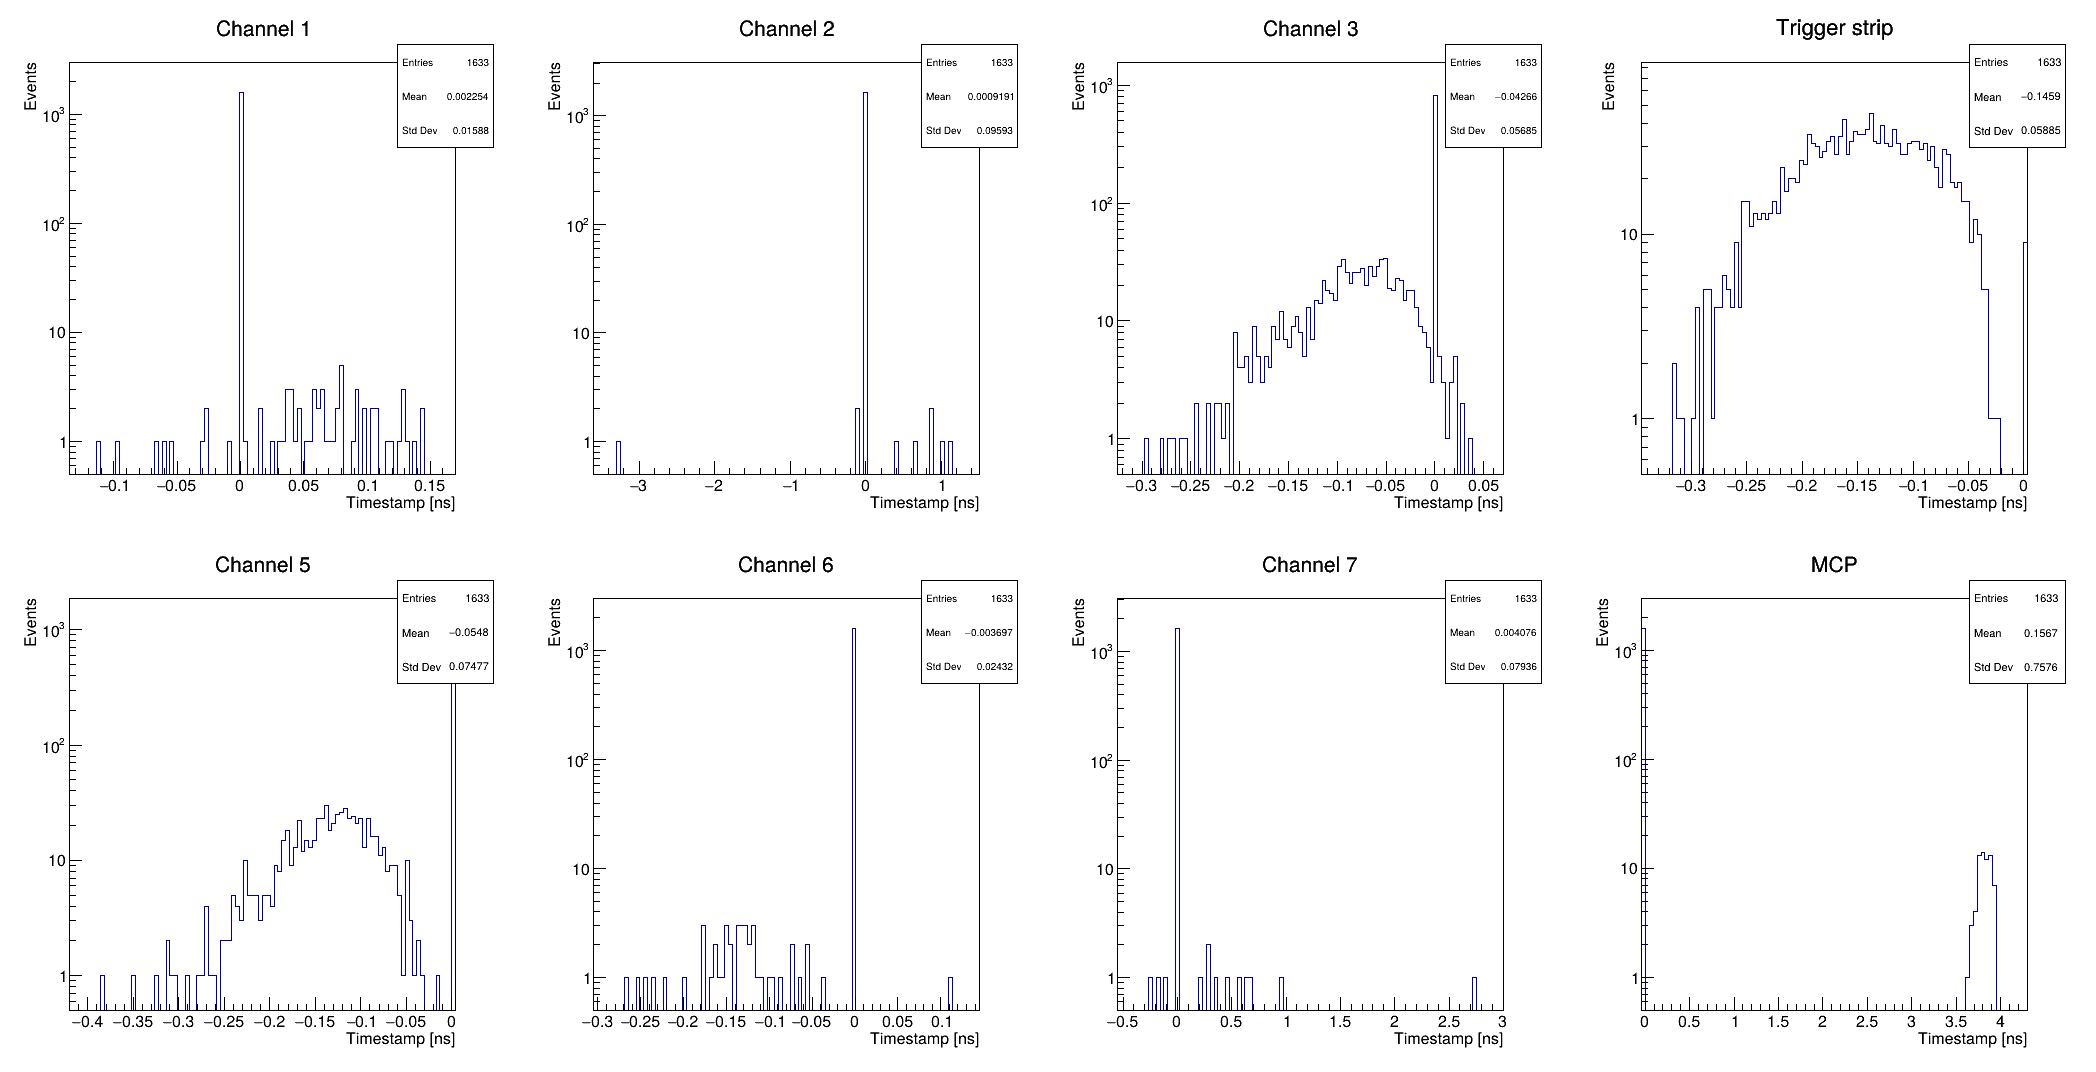 Channel 1
Events
Entries 1633
Mean 0.002254
Std Dev 0.01588
10³
10²
10
1
−0.1 −0.05 0 0.05 0.1 0.15
Timestamp [ns]
Channel 2
Events
Entries 1633
Mean 0.0009191
Std Dev 0.09593
10³
10²
10
1
−3 −2 −1 0 1
Timestamp [ns]
Channel 3
Events
Entries 1633
Mean −0.04266
Std Dev 0.05685
10³
10²
10
1
−0.3 −0.25 −0.2 −0.15 −0.1 −0.05 0 0.05
Timestamp [ns]
Trigger strip
Events
Entries 1633
Mean −0.1459
Std Dev 0.05885
10
1
−0.3 −0.25 −0.2 −0.15 −0.1 −0.05 0
Timestamp [ns]
Channel 5
Events
Entries 1633
Mean −0.0548
Std Dev 0.07477
10³
10²
10
1
−0.4 −0.35 −0.3 −0.25 −0.2 −0.15 −0.1 −0.05 0
Timestamp [ns]
Channel 6
Events
Entries 1633
Mean −0.003697
Std Dev 0.02432
10³
10²
10
1
−0.3 −0.25 −0.2 −0.15 −0.1 −0.05 0 0.05 0.1
Timestamp [ns]
Channel 7
Events
Entries 1633
Mean 0.004076
Std Dev 0.07936
10³
10²
10
1
−0.5 0 0.5 1 1.5 2 2.5 3
Timestamp [ns]
MCP
Events
Entries 1633
Mean 0.1567
Std Dev 0.7576
10³
10²
10
1
0 0.5 1 1.5 2 2.5 3 3.5 4
Timestamp [ns]